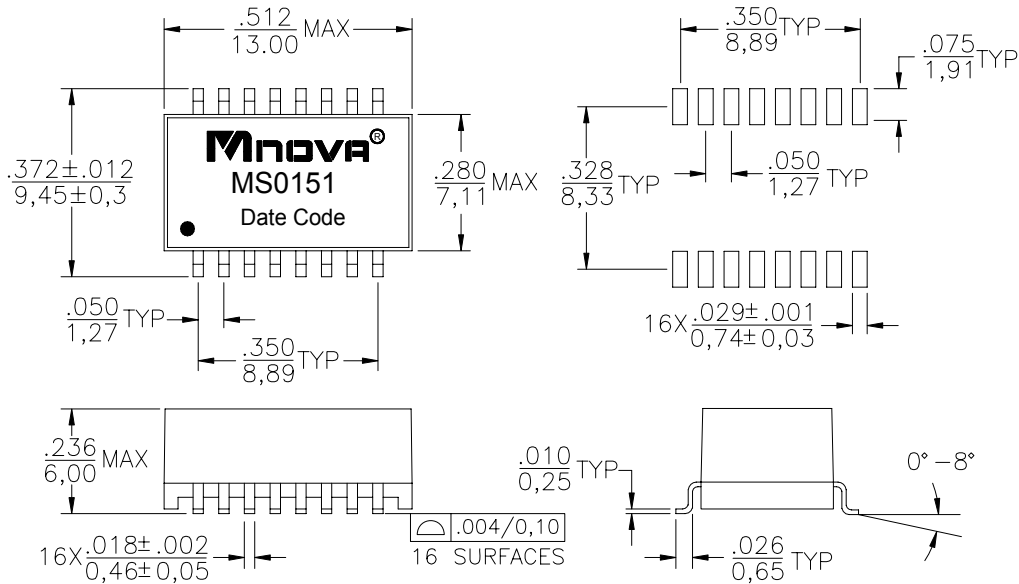 .512
13.00 MAX
.372±.012
9,45±0,3
Mnova®
MS0151
Date Code
.280
7,11 MAX
.050
1,27 TYP
.350
8,89 TYP
.350
8,89 TYP
.075
1,91 TYP
.328
8,33 TYP
.050
1,27 TYP
16X .029±.001
0,74±0,03
.236
6,00 MAX
16X .018±.002
0,46±0,05
.004/0,10
16 SURFACES
.010
0,25 TYP
0°-8°
.026
0,65 TYP